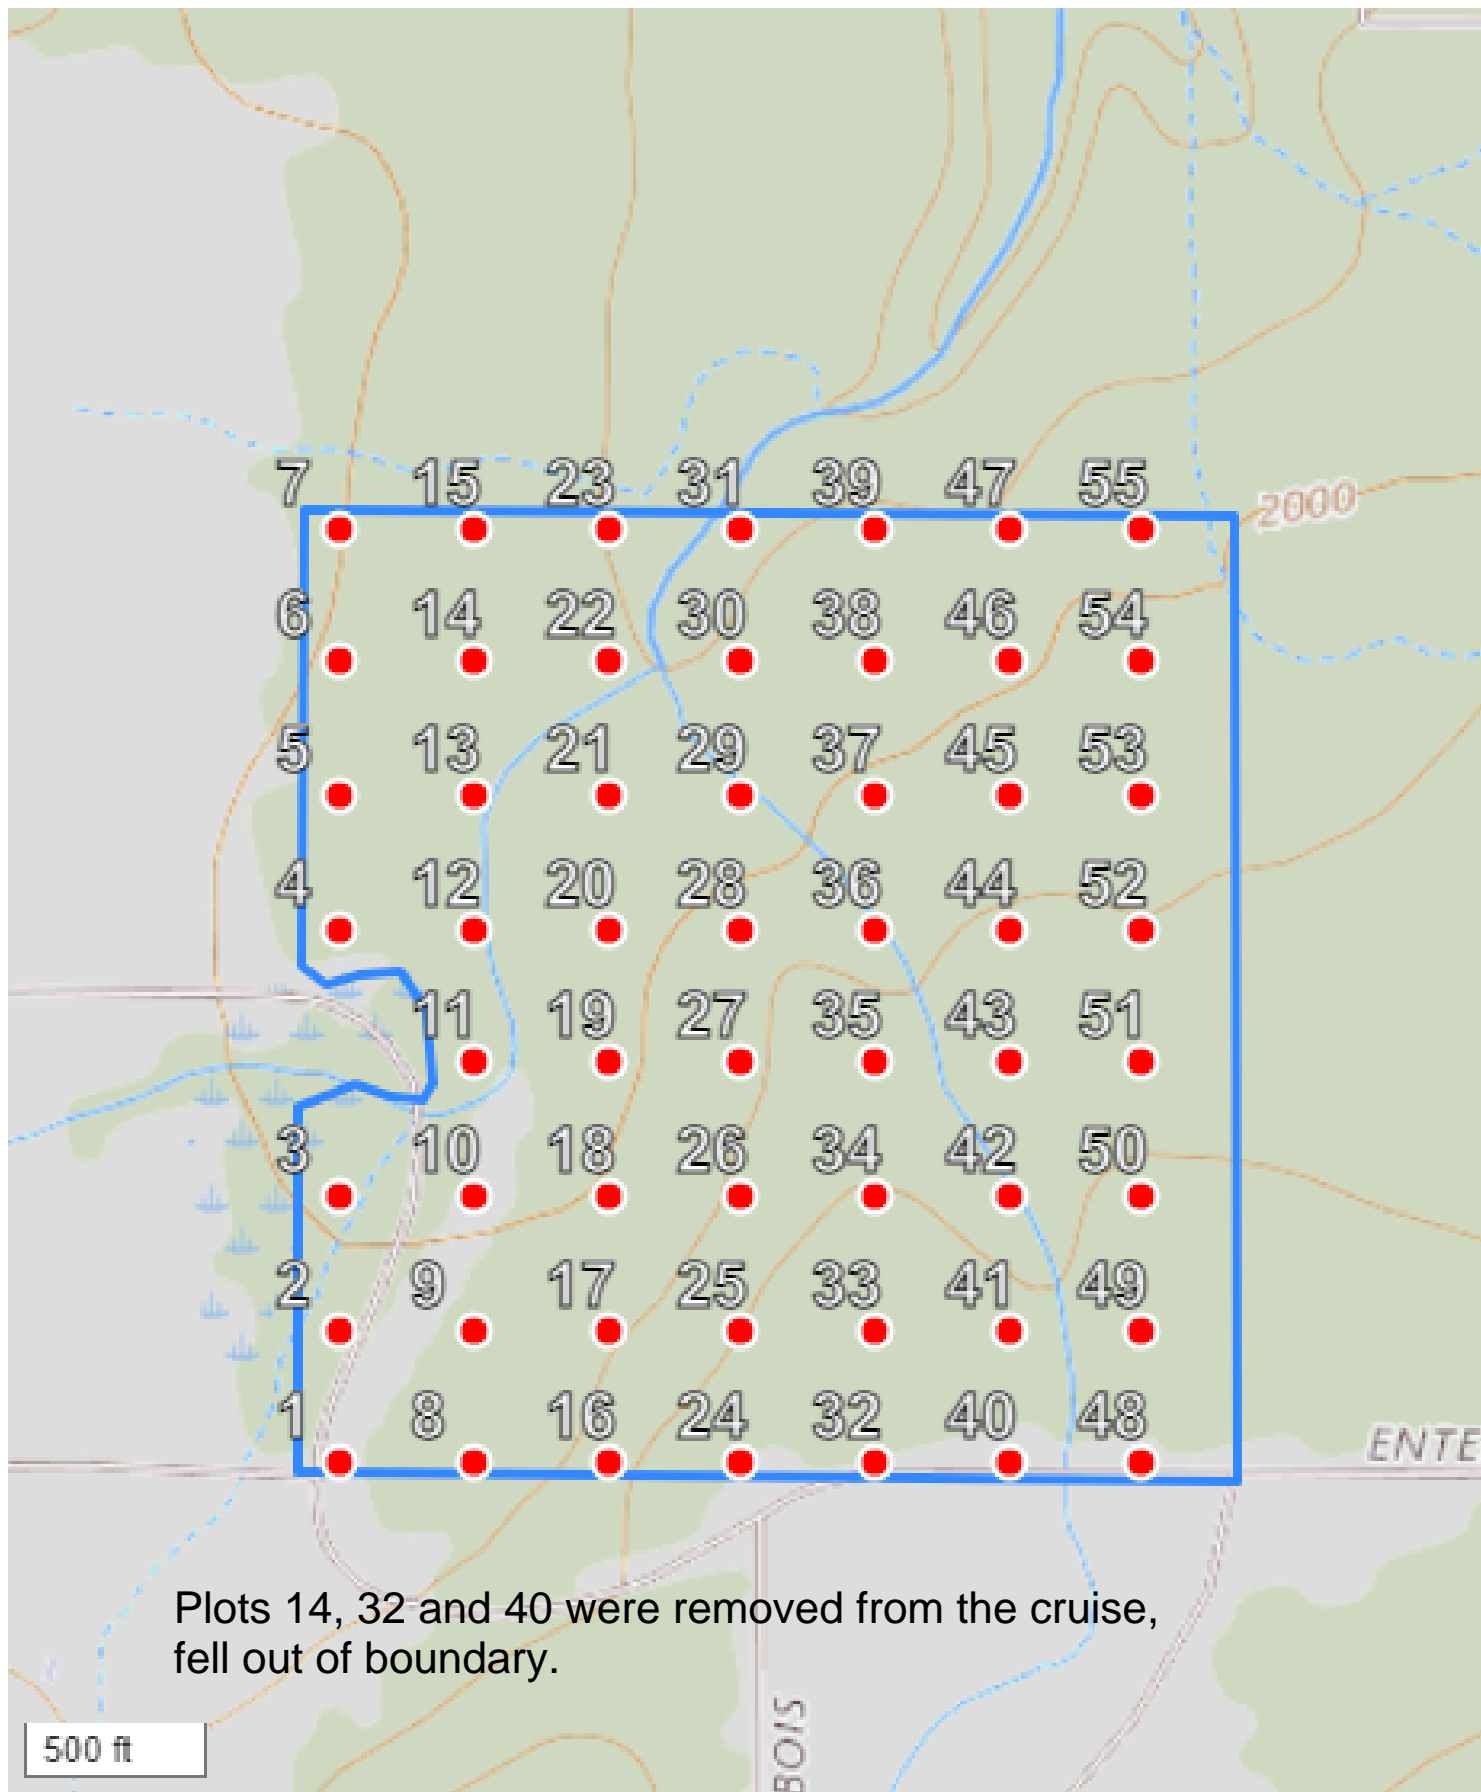 7 15 23 31 39 47 55
2000
6 14 22 30 38 46 54
5 13 21 29 37 45 53
4 12 20 28 36 44 52
11 19 27 35 43 51
3 10 18 26 34 42 50
2 9 17 25 33 41 49
1 8 16 24 32 40 48
ENTE
Plots 14, 32 and 40 were removed from the cruise,
fell out of boundary.
500 ft
BOIS